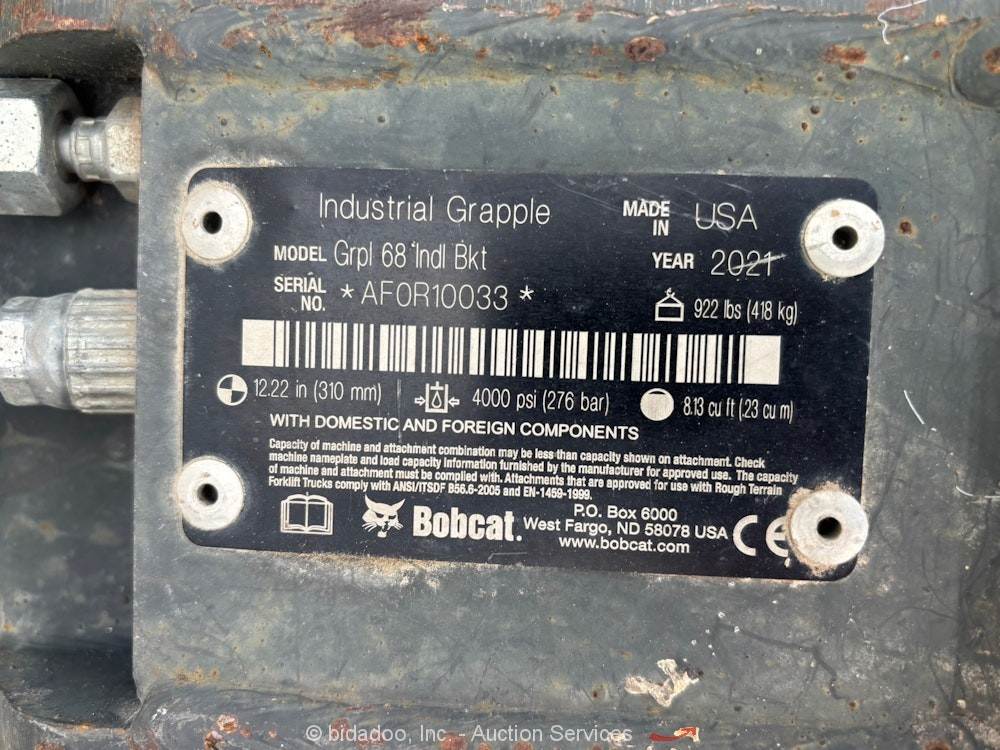 Industrial Grapple
MADE IN USA
MODEL Grpl 68" Indl Bkt
YEAR 2021
SERIAL NO. *AF0R10033*
922 lbs (418 kg)
12.22 in (310 mm)
4000 psi (276 bar)
8.13 cu ft (.23 cu m)
WITH DOMESTIC AND FOREIGN COMPONENTS
Capacity of machine and attachment combination may be less than capacity shown on attachment. Check
machine nameplate and load capacity information furnished by the manufacturer for approved use. The capacity
of machine and attachment must be complied with. Attachments that are approved for use with Rough Terrain
Forklift Trucks comply with ANSI/ITSDF B56.6-2005 and EN-1459-1999.
Bobcat.
P.O. Box 6000
West Fargo, ND 58078 USA
www.bobcat.com
CE
© bidadoo, Inc. - Auction Services